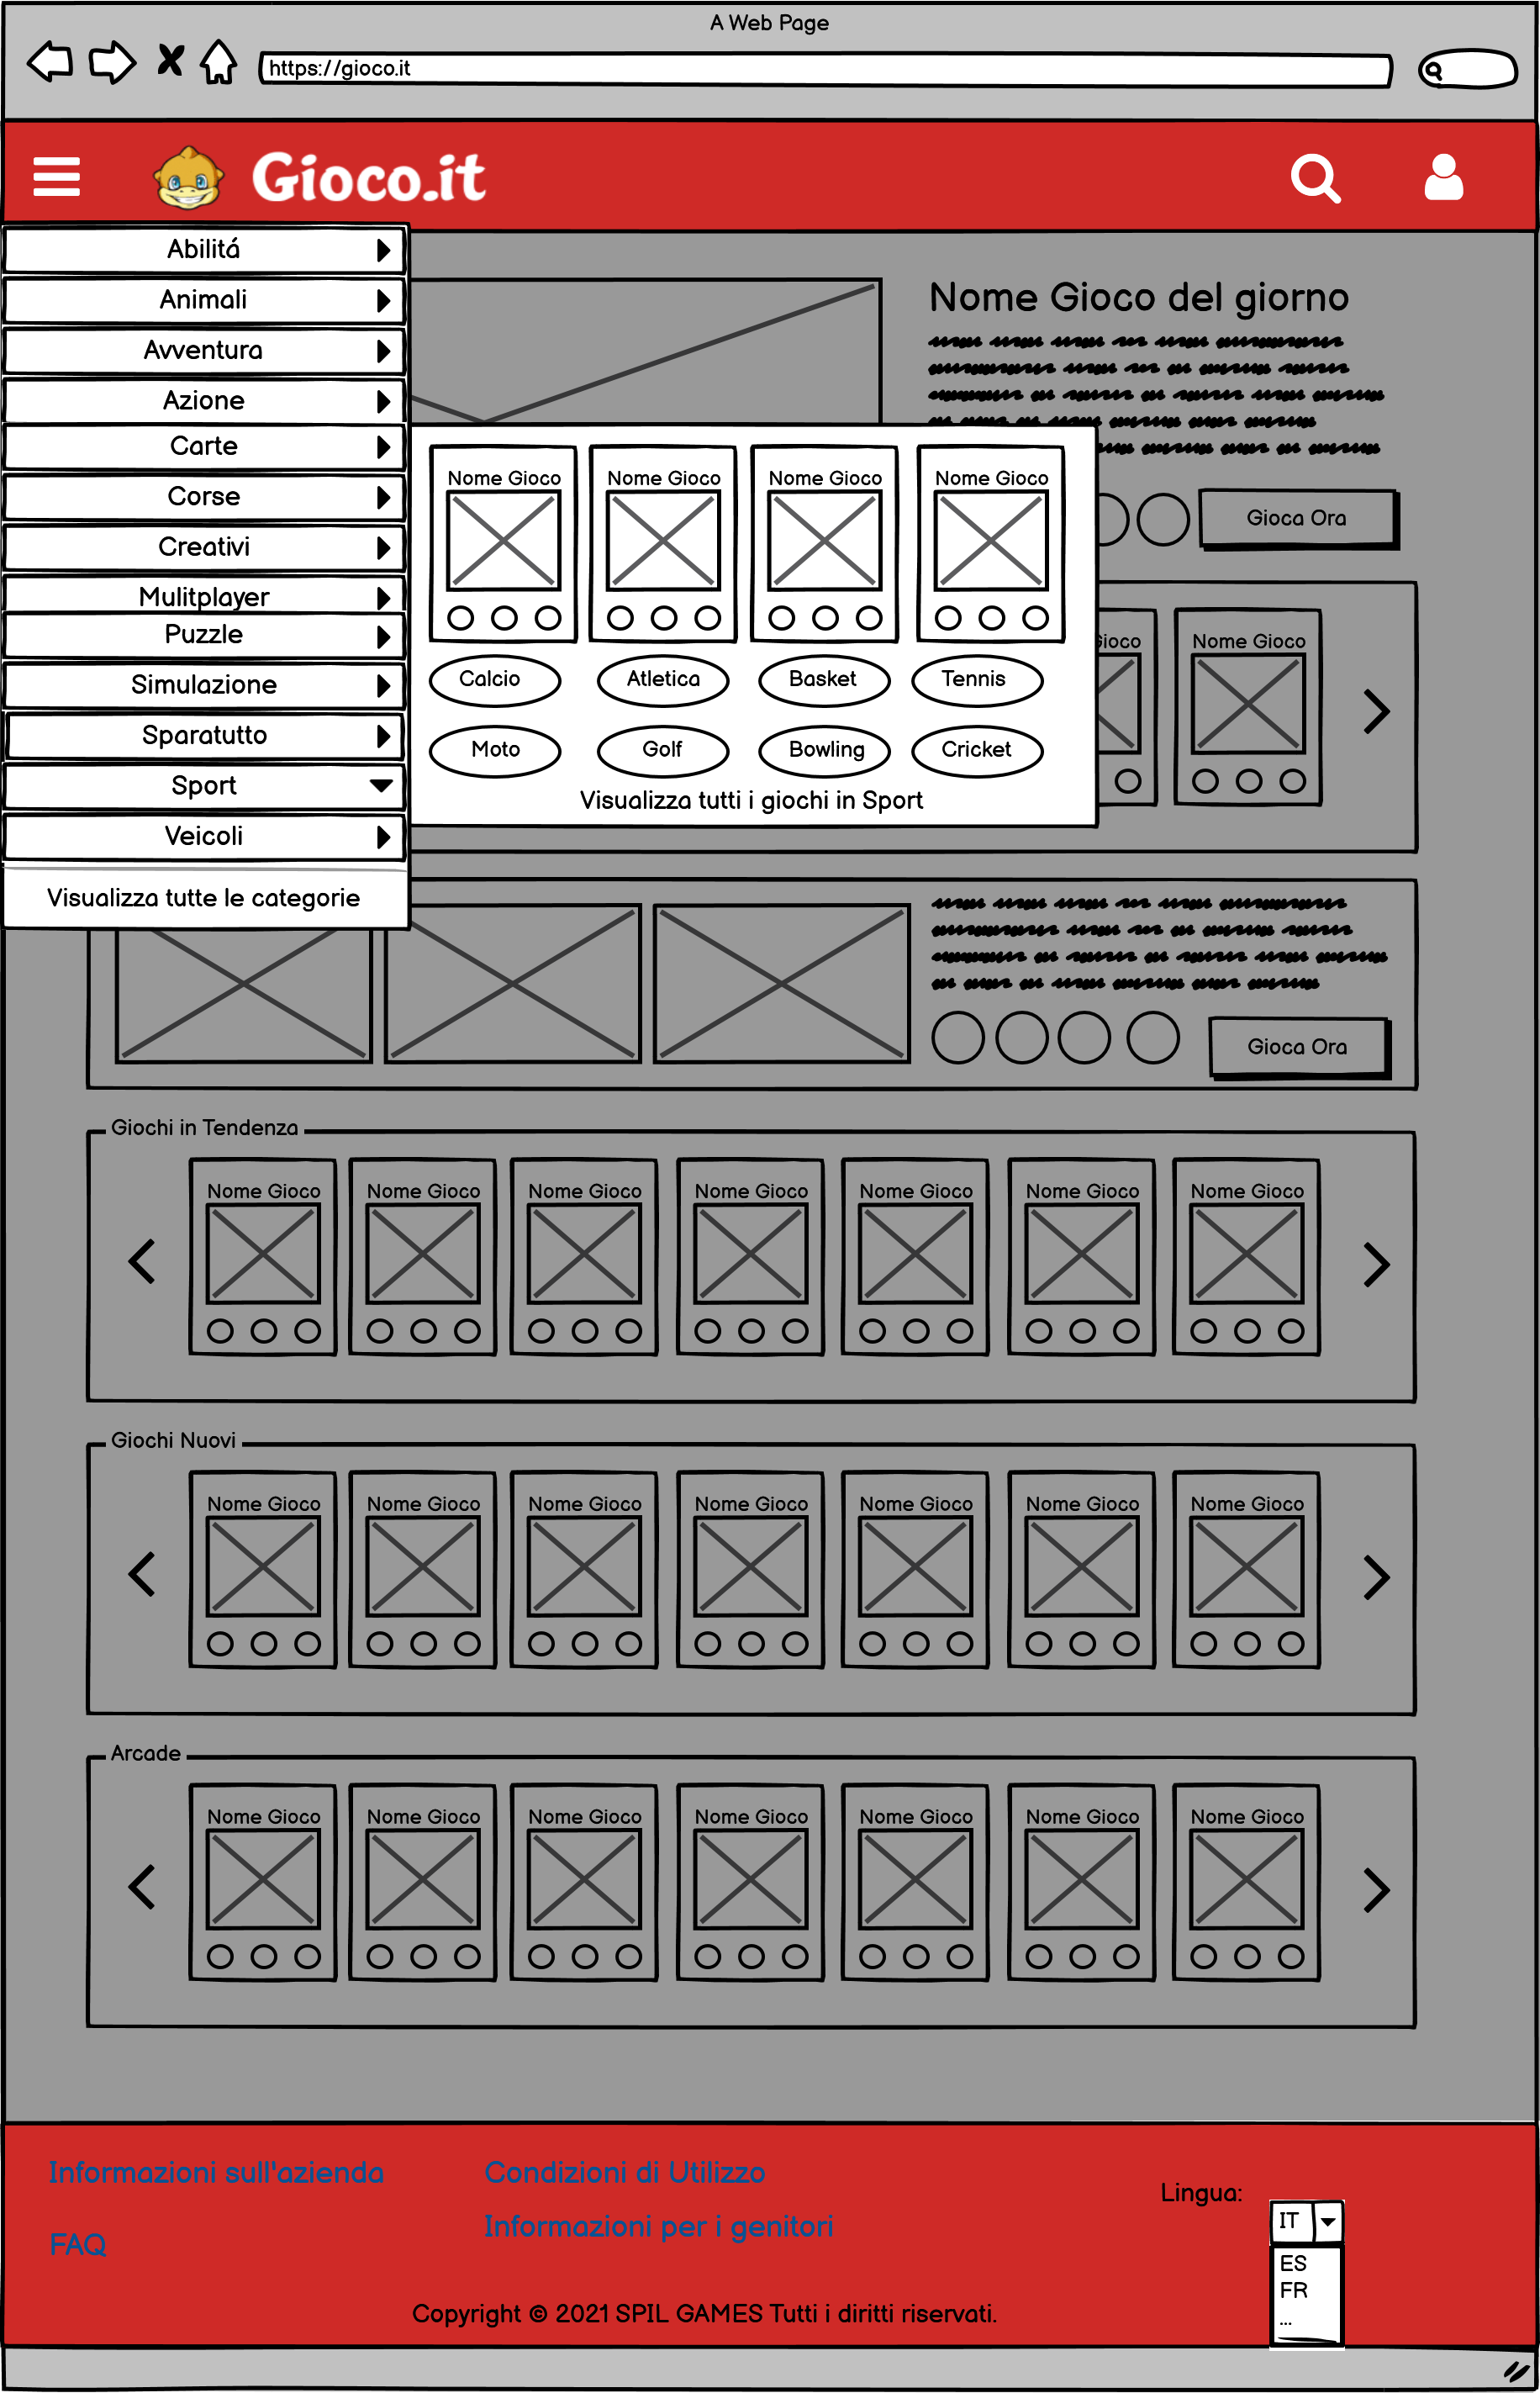 A Web Page
https://gioco.it
Gioco.it
Abilitá
Animali
Avventura
Azione
Carte
Corse
Creativi
Mulitplayer
Puzzle
Simulazione
Sparatutto
Sport
Veicoli
Visualizza tutte le categorie
Nome Gioco del giorno
Gioca Ora
Nome Gioco Nome Gioco Nome Gioco Nome Gioco
Calcio Atletica Basket Tennis
Moto Golf Bowling Cricket
Visualizza tutti i giochi in Sport
Gioco Nome Gioco
Gioca Ora
Giochi in Tendenza
Nome Gioco Nome Gioco Nome Gioco Nome Gioco Nome Gioco Nome Gioco Nome Gioco
Giochi Nuovi
Nome Gioco Nome Gioco Nome Gioco Nome Gioco Nome Gioco Nome Gioco Nome Gioco
Arcade
Nome Gioco Nome Gioco Nome Gioco Nome Gioco Nome Gioco Nome Gioco Nome Gioco
Informazioni sull'azienda
FAQ
Condizioni di Utilizzo
Informazioni per i genitori
Lingua:
IT
ES
FR
...
Copyright © 2021 SPIL GAMES Tutti i diritti riservati.